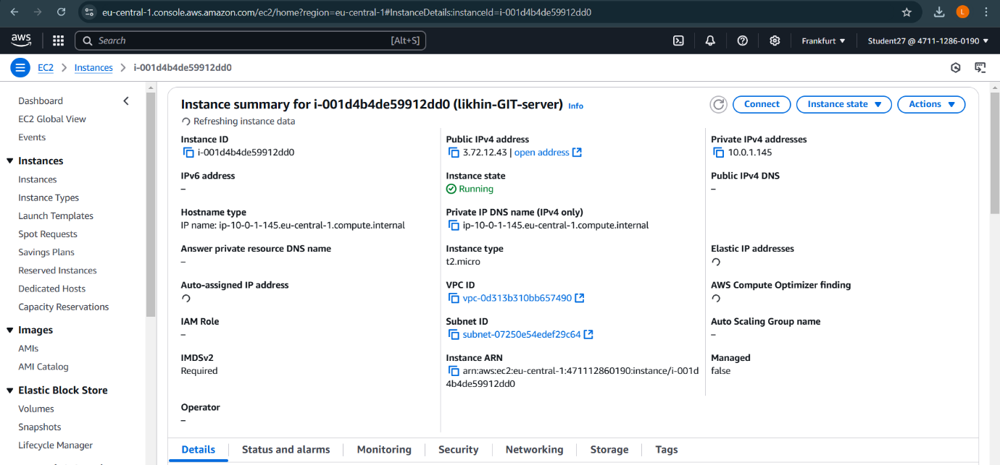 eu-central-1.console.aws.amazon.com/ec2/home?region=eu-central-1#InstanceDetails:instanceId=i-001d4b4de59912dd0
L
aws
Search [Alt+S]
Frankfurt
Student27 @ 4711-1286-0190
EC2 > Instances > i-001d4b4de59912dd0
Dashboard
EC2 Global View
Events
Instances
Instances
Instance Types
Launch Templates
Spot Requests
Savings Plans
Reserved Instances
Dedicated Hosts
Capacity Reservations
Images
AMIs
AMI Catalog
Elastic Block Store
Volumes
Snapshots
Lifecycle Manager
Instance summary for i-001d4b4de59912dd0 (likhin-GIT-server) Info
Refreshing instance data
Connect
Instance state
Actions
Instance ID
i-001d4b4de59912dd0
Public IPv4 address
3.72.12.43 | open address
Private IPv4 addresses
10.0.1.145
IPv6 address
–
Instance state
Running
Public IPv4 DNS
–
Hostname type
IP name: ip-10-0-1-145.eu-central-1.compute.internal
Private IP DNS name (IPv4 only)
ip-10-0-1-145.eu-central-1.compute.internal
Answer private resource DNS name
–
Instance type
t2.micro
Elastic IP addresses
Auto-assigned IP address
VPC ID
vpc-0d313b310bb657490
AWS Compute Optimizer finding
IAM Role
–
Subnet ID
subnet-07250e54edef29c64
Auto Scaling Group name
–
IMDSv2
Required
Instance ARN
arn:aws:ec2:eu-central-1:471112860190:instance/i-001d
4b4de59912dd0
Managed
false
Operator
–
Details
Status and alarms
Monitoring
Security
Networking
Storage
Tags